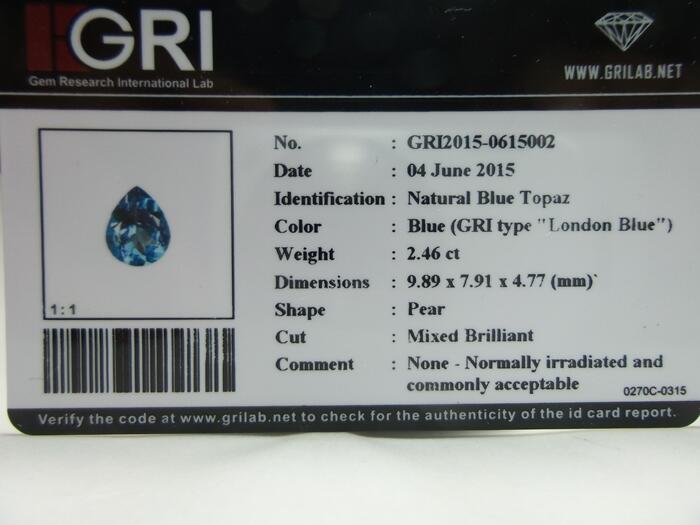 GRI
Gem Research International Lab
WWW.GRILAB.NET
No. : GRI2015-0615002
Date : 04 June 2015
Identification : Natural Blue Topaz
Color : Blue (GRI type "London Blue")
Weight : 2.46 ct
Dimensions : 9.89 x 7.91 x 4.77 (mm)
Shape : Pear
Cut : Mixed Brilliant
Comment : None - Normally irradiated and
commonly acceptable
1:1
0270C-0315
Verify the code at www.grilab.net to check for the authenticity of the id card report.